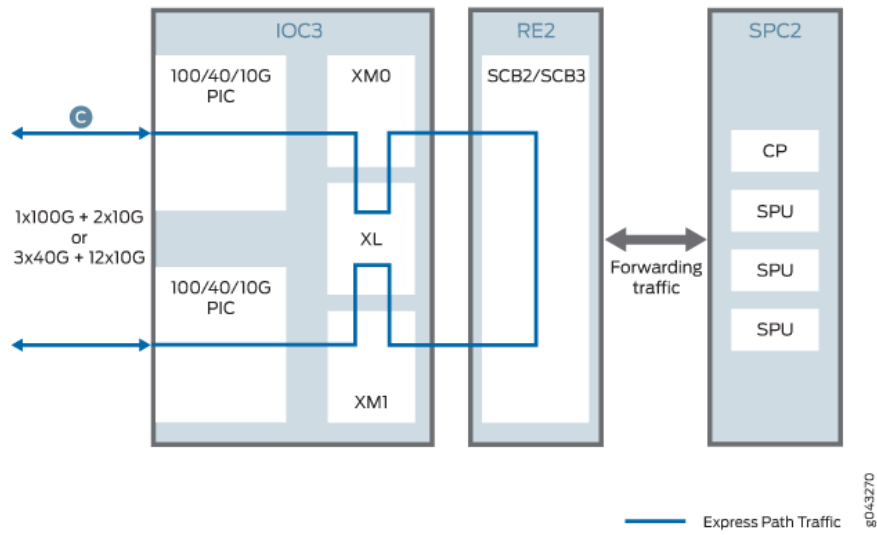 IOC3
RE2
SPC2
100/40/10G
PIC
XM0
SCB2/SCB3
C
CP
1x100G + 2x10G
or
3x40G + 12x10G
XL
SPU
Forwarding
traffic
SPU
100/40/10G
PIC
SPU
XM1
Express Path Traffic
g043270